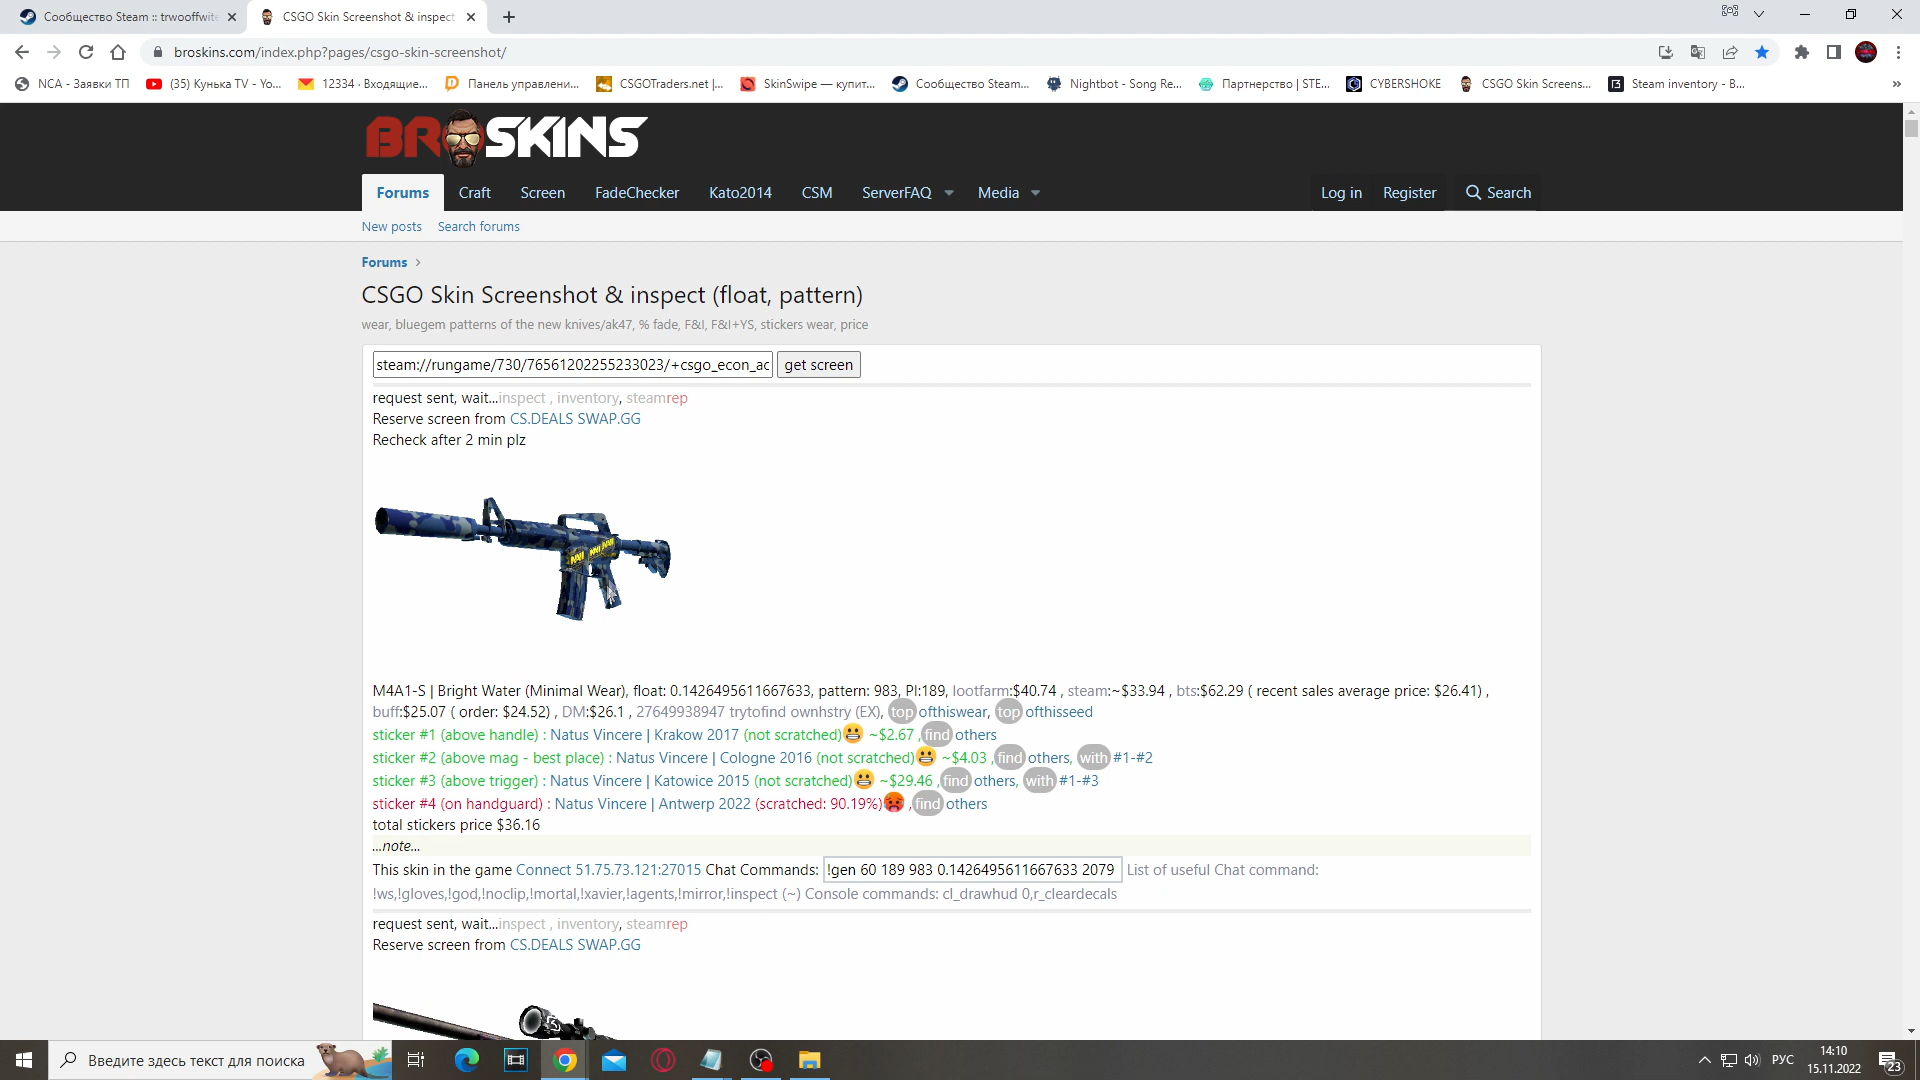 Сообщество Steam :: trwooffwite
CSGO Skin Screenshot & inspect
broskins.com/index.php?pages/csgo-skin-screenshot/
NCA - Заявки ТП
(35) Кунька TV - Yo...
12334 · Входящие...
Панель управлени...
CSGOTraders.net |...
SkinSwipe — купит...
Сообщество Steam...
Nightbot - Song Re...
Партнерство | STE...
CYBERSHOKE
CSGO Skin Screens...
Steam inventory - B...
»
BROSKINS
Forums Craft Screen FadeChecker Kato2014 CSM ServerFAQ Media Log in Register Search
New posts Search forums
Forums
CSGO Skin Screenshot & inspect (float, pattern)
wear, bluegem patterns of the new knives/ak47, % fade, F&I, F&I+YS, stickers wear, price
steam://rungame/730/76561202255233023/+csgo_econ_ac get screen
request sent, wait...inspect , inventory, steamrep
Reserve screen from CS.DEALS SWAP.GG
Recheck after 2 min plz
M4A1-S | Bright Water (Minimal Wear), float: 0.1426495611667633, pattern: 983, PI:189, lootfarm:$40.74 , steam:~$33.94 , bts:$62.29 ( recent sales average price: $26.41) ,
buff:$25.07 ( order: $24.52) , DM:$26.1 , 27649938947 trytofind ownhstry (EX), top ofthiswear, top ofthisseed
sticker #1 (above handle) : Natus Vincere | Krakow 2017 (not scratched)😬 ~$2.67 ,find others
sticker #2 (above mag - best place) : Natus Vincere | Cologne 2016 (not scratched)😬 ~$4.03 ,find others, with #1-#2
sticker #3 (above trigger) : Natus Vincere | Katowice 2015 (not scratched)😬 ~$29.46 ,find others, with #1-#3
sticker #4 (on handguard) : Natus Vincere | Antwerp 2022 (scratched: 90.19%)🥵 ,find others
total stickers price $36.16
...note...
This skin in the game Connect 51.75.73.121:27015 Chat Commands: !gen 60 189 983 0.1426495611667633 2079 List of useful Chat command:
!ws,!gloves,!god,!noclip,!mortal,!xavier,!agents,!mirror,!inspect (~) Console commands: cl_drawhud 0,r_cleardecals
request sent, wait...inspect , inventory, steamrep
Reserve screen from CS.DEALS SWAP.GG
Введите здесь текст для поиска
РУС
14:10
15.11.2022
23